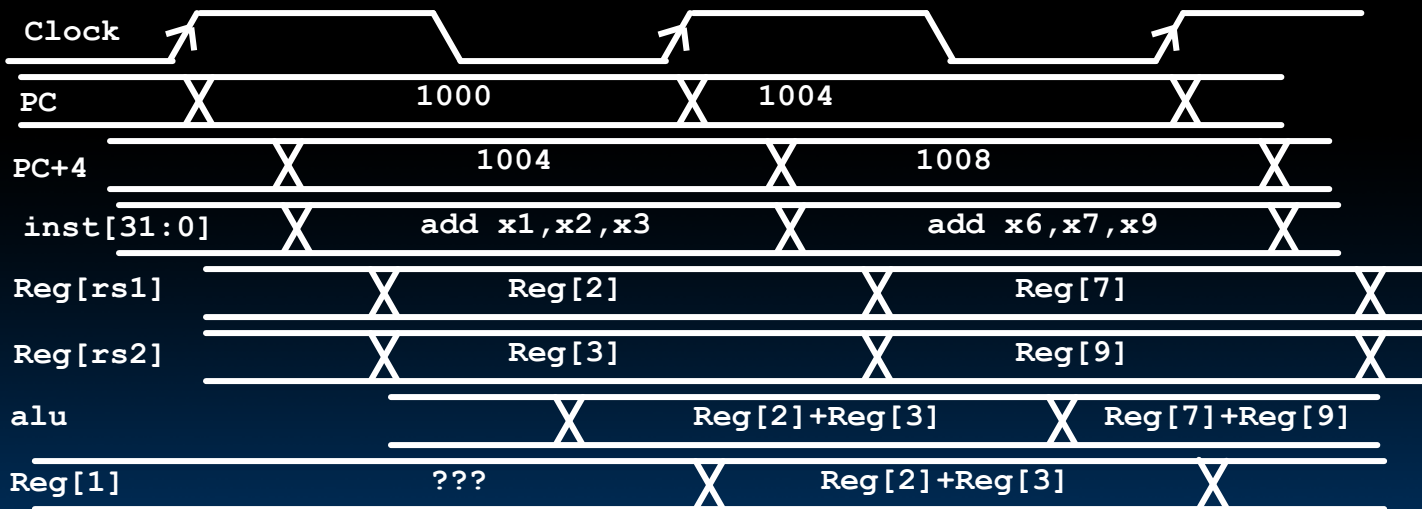 Clock
PC 1000 1004
PC+4 1004 1008
inst[31:0] add x1,x2,x3 add x6,x7,x9
Reg[rs1] Reg[2] Reg[7]
Reg[rs2] Reg[3] Reg[9]
alu Reg[2]+Reg[3] Reg[7]+Reg[9]
Reg[1] ??? Reg[2]+Reg[3]